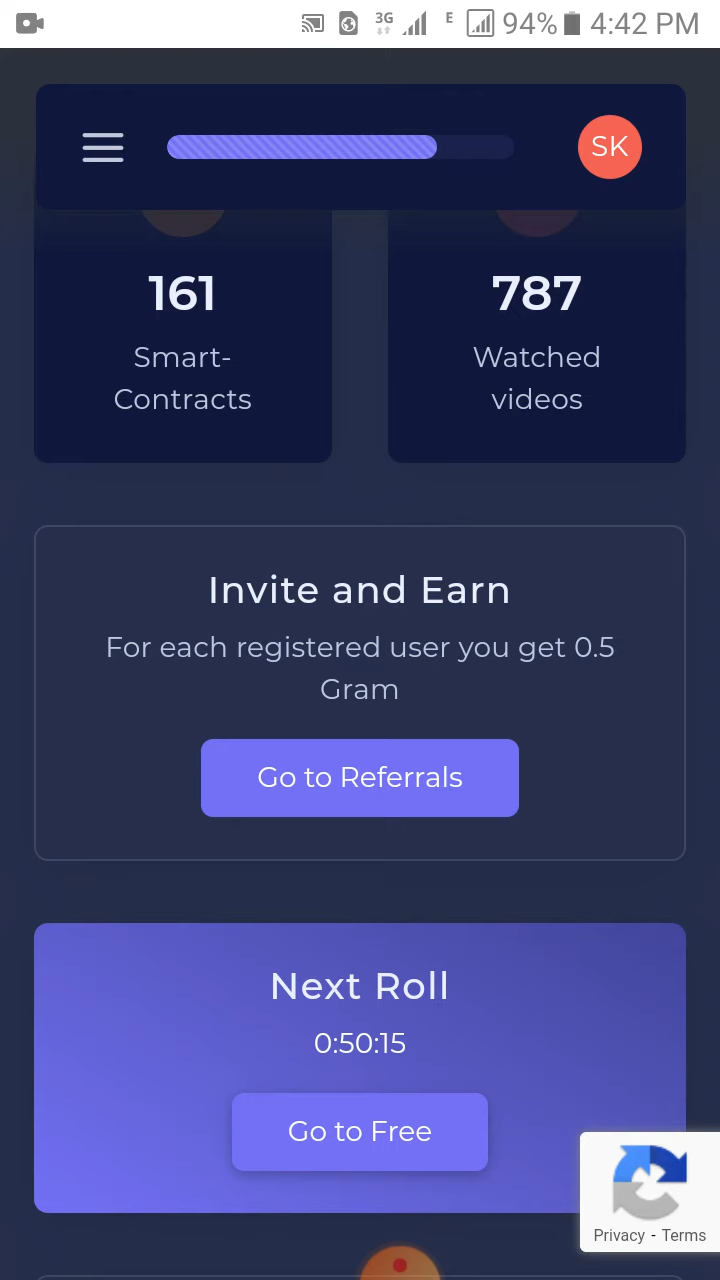 3G E 94% 4:42 PM
SK
161
Smart-
Contracts
787
Watched
videos
Invite and Earn
For each registered user you get 0.5
Gram
Go to Referrals
Next Roll
0:50:15
Go to Free
Privacy - Terms